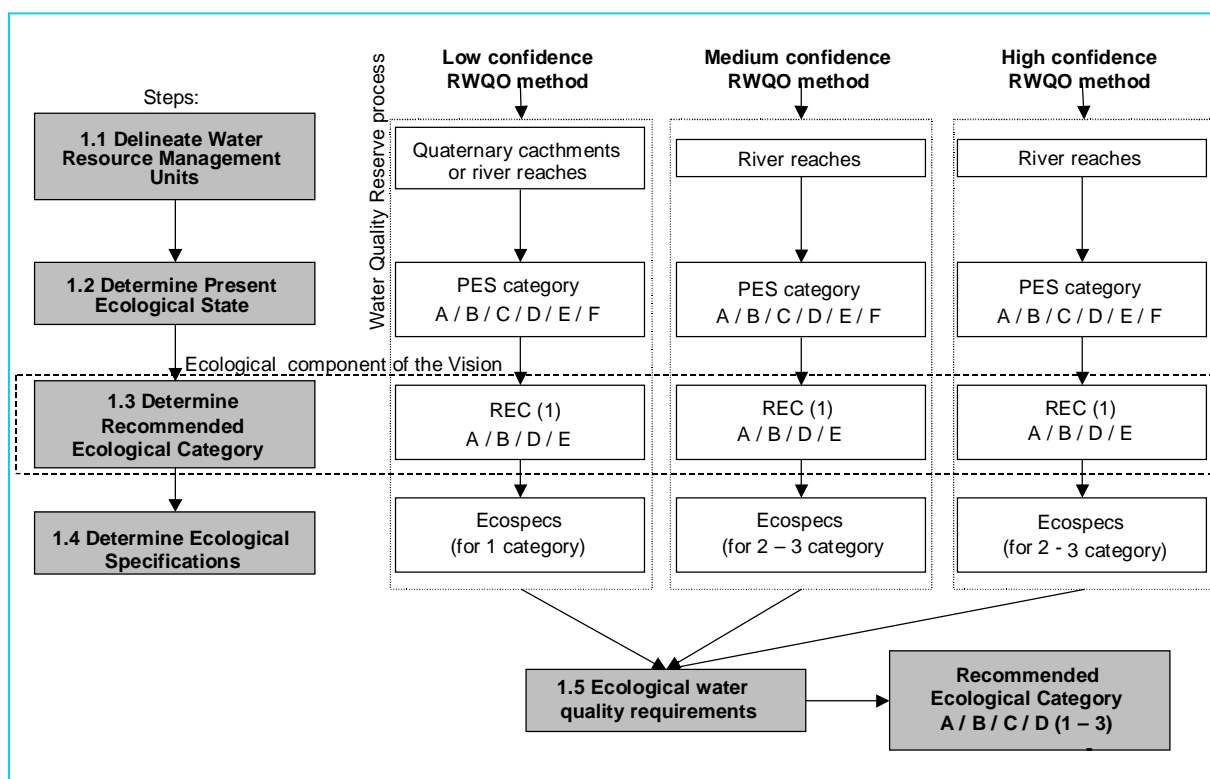 Low confidence
RWQO method
Medium confidence
RWQO method
High confidence
RWQO method
Steps:
Water Quality Reserve process
1.1 Delineate Water
Resource Management
Units
Quaternary cacthments
or river reaches
River reaches
River reaches
1.2 Determine Present
Ecological State
PES category
A / B / C / D / E / F
PES category
A / B / C / D / E / F
PES category
A / B / C / D / E / F
Ecological component of the Vision
1.3 Determine
Recommended
Ecological Category
REC (1)
A / B / D / E
REC (1)
A / B / D / E
REC (1)
A / B / D / E
1.4 Determine Ecological
Specifications
Ecospecs
(for 1 category)
Ecospecs
(for 2 – 3 category
Ecospecs
(for 2 - 3 category)
1.5 Ecological water
quality requirements
Recommended
Ecological Category
A / B / C / D (1 – 3)
-